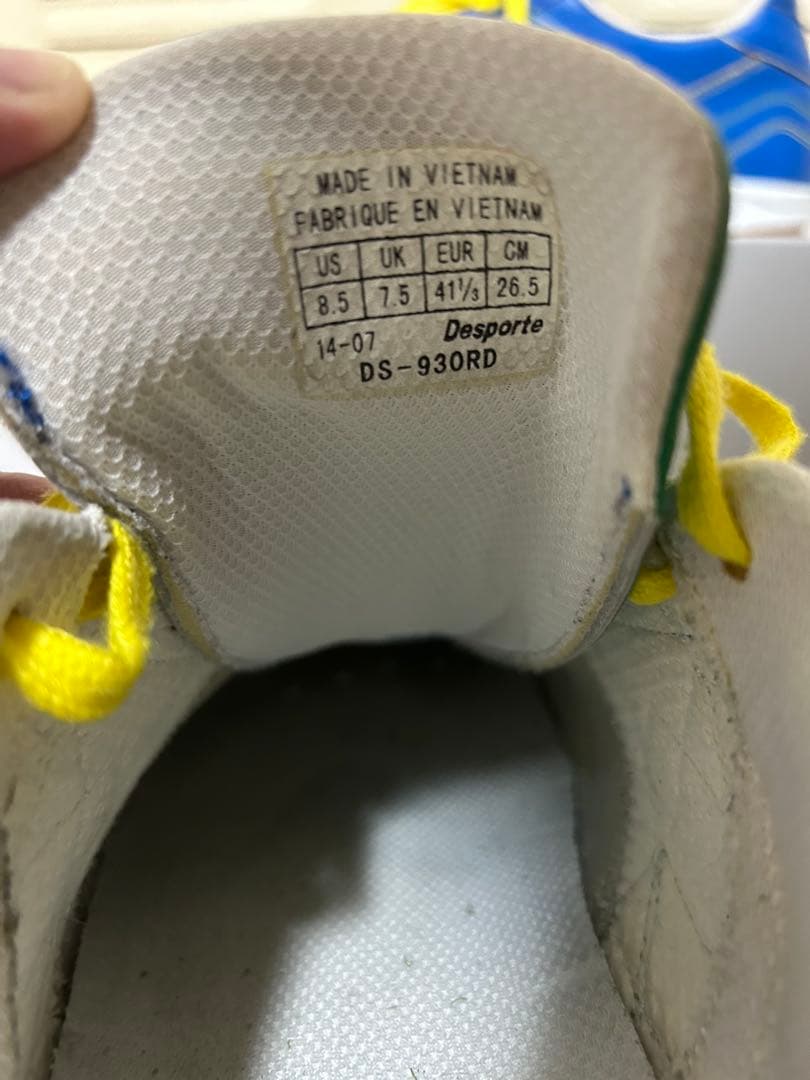 MADE IN VIETNAM
FABRIQUE EN VIETNAM
US UK EUR CM
8.5 7.5 41⅓ 26.5
14-07 Desporte
DS-930RD